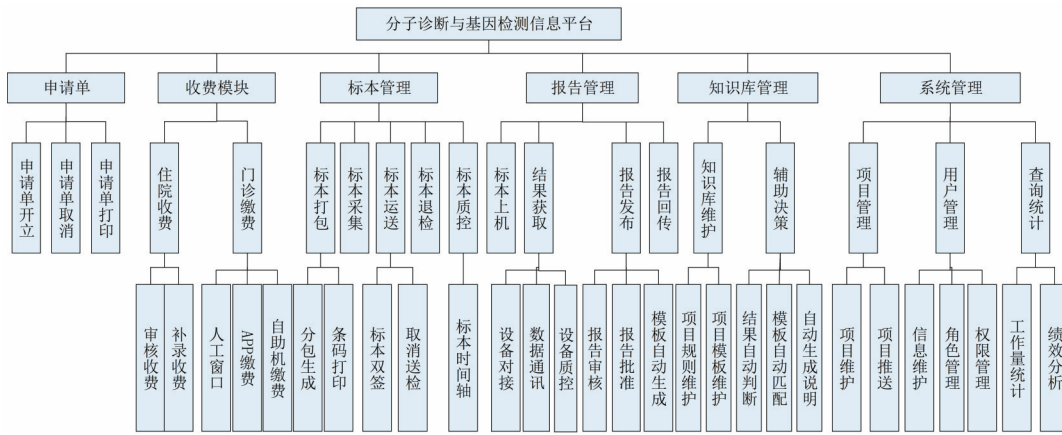 分子诊断与基因检测信息平台
申请单
收费模块
标本管理
报告管理
知识库管理
系统管理
申请单开立
申请单取消
申请单打印
住院收费
门诊缴费
标本打包
标本采集
标本运送
标本退检
标本质控
标本上机
结果获取
报告发布
报告回传
知识库维护
辅助决策
项目管理
用户管理
查询统计
审核收费
补录收费
人工窗口
APP缴费
自助机缴费
分包生成
条码打印
标本双签
取消送检
标本时间轴
设备对接
数据通讯
设备质控
报告审核
报告批准
模板自动生成
项目规则维护
项目模板维护
结果自动判断
模板自动匹配
自动生成说明
项目维护
项目推送
信息维护
角色管理
权限管理
工作量统计
绩效分析